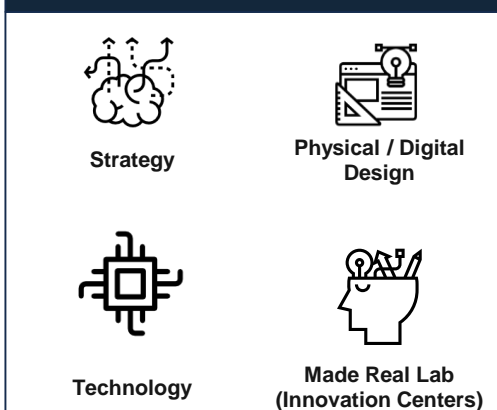 Strategy
Physical / Digital
Design
Technology
Made Real Lab
(Innovation Centers)